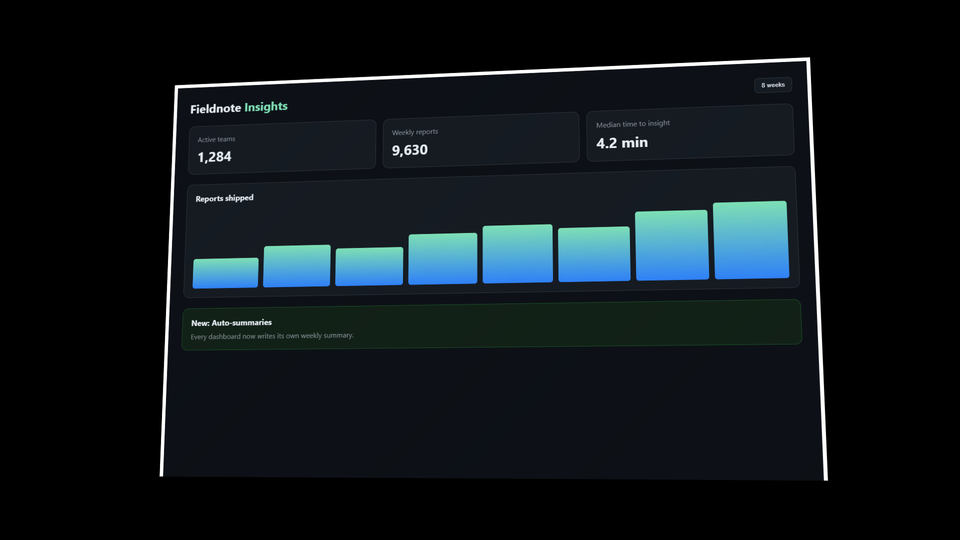 Fieldnote Insights
8 weeks
Active teams
1,284
Weekly reports
9,630
Median time to insight
4.2 min
Reports shipped
New: Auto-summaries
Every dashboard now writes its own weekly summary.